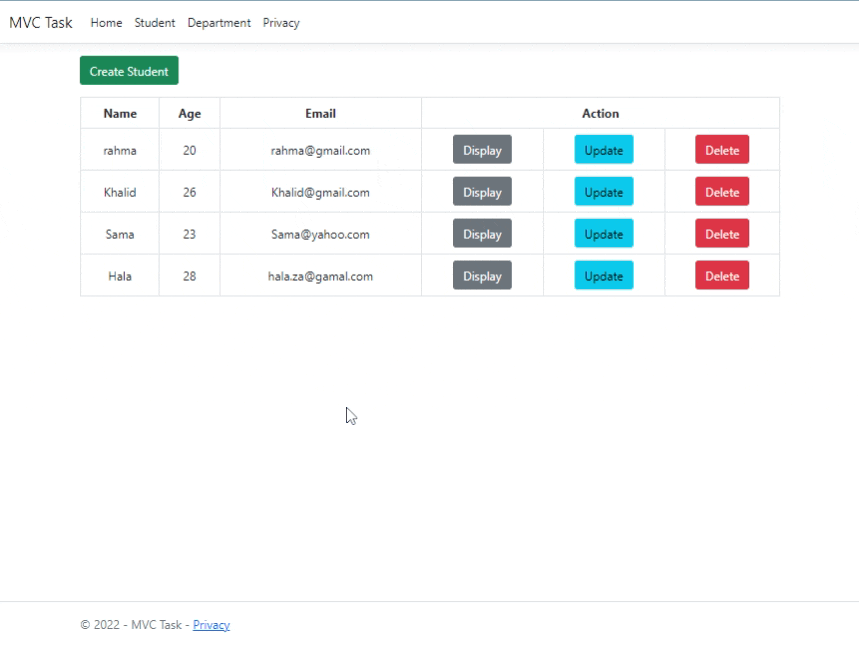 MVC Task Home Student Department Privacy
Create Student
Name Age Email Action
rahma 20 rahma@gmail.com Display Update Delete
Khalid 26 Khalid@gmail.com Display Update Delete
Sama 23 Sama@yahoo.com Display Update Delete
Hala 28 hala.za@gamal.com Display Update Delete
© 2022 - MVC Task - Privacy